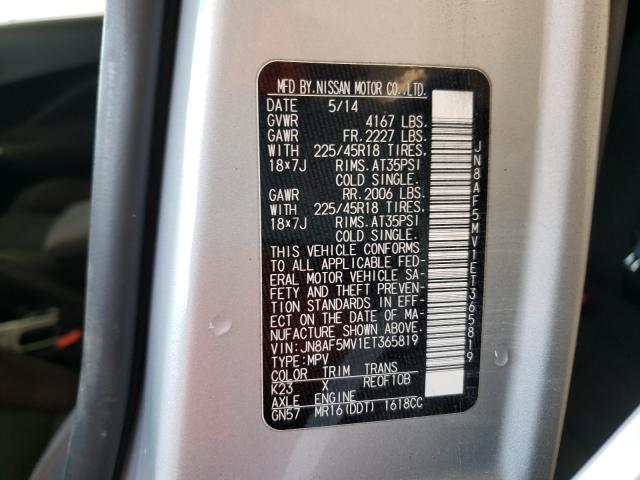 MFD BY.NISSAN MOTOR CO.,LTD.
DATE 5/14
GVWR 4167 LBS.
GAWR FR. 2227 LBS.
WITH 225/45R18 TIRES.
18×7J RIMS. AT35PSI
COLD SINGLE.
GAWR RR. 2006 LBS.
WITH 225/45R18 TIRES.
18×7J RIMS. AT35PSI
COLD SINGLE.
THIS VEHICLE CONFORMS
TO ALL APPLICABLE FED-
ERAL MOTOR VEHICLE SA-
FETY AND THEFT PREVEN-
TION STANDARDS IN EFF-
ECT ON THE DATE OF MA-
NUFACTURE SHOWN ABOVE.
VIN: JN8AF5MV1ET365819
TYPE: MPV
COLOR TRIM TRANS
K23 X RE0F10B
AXLE ENGINE
GN57 MR16(DDT) 1618CC
JN8AF5MV1ET365819